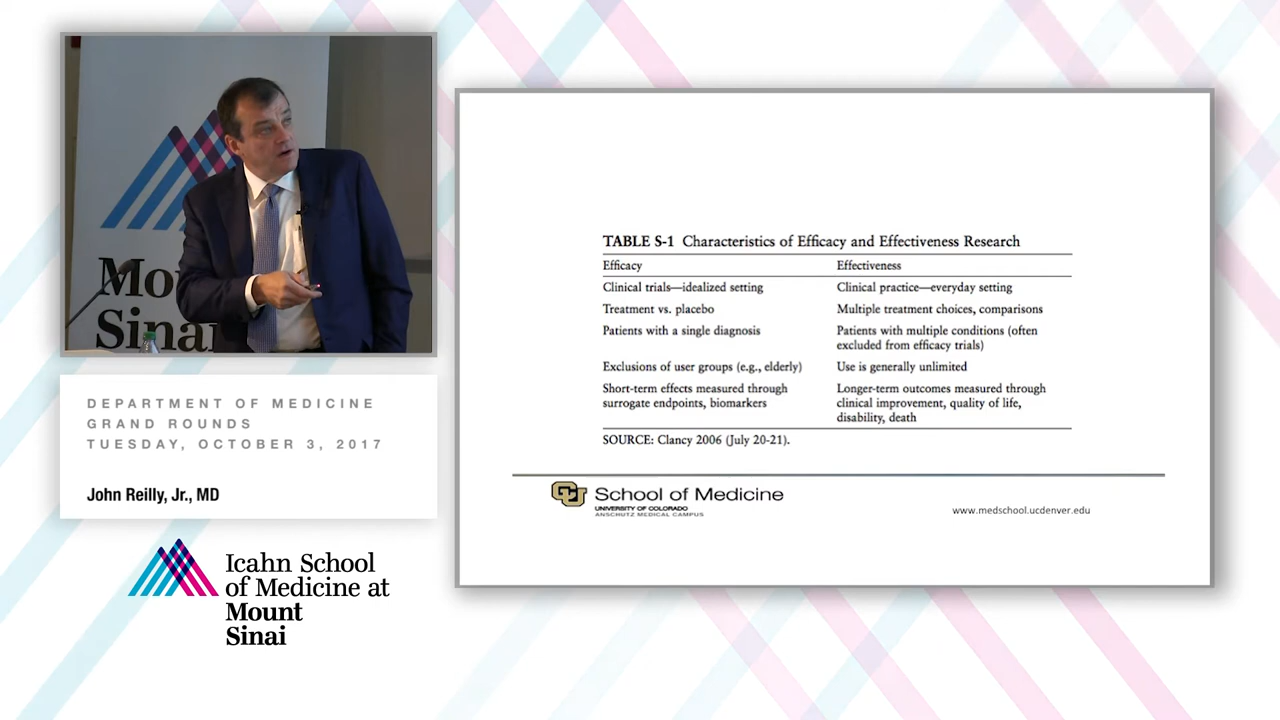 Mou
Sinai
DEPARTMENT OF MEDICINE
GRAND ROUNDS
TUESDAY, OCTOBER 3, 2017
John Reilly, Jr., MD
Icahn School
of Medicine at
Mount
Sinai
TABLE S-1 Characteristics of Efficacy and Effectiveness Research
Efficacy Effectiveness
Clinical trials—idealized setting Clinical practice—everyday setting
Treatment vs. placebo Multiple treatment choices, comparisons
Patients with a single diagnosis Patients with multiple conditions (often
excluded from efficacy trials)
Exclusions of user groups (e.g., elderly) Use is generally unlimited
Short-term effects measured through Longer-term outcomes measured through
surrogate endpoints, biomarkers clinical improvement, quality of life,
disability, death
SOURCE: Clancy 2006 (July 20-21).
CU School of Medicine
UNIVERSITY OF COLORADO
ANSCHUTZ MEDICAL CAMPUS
www.medschool.ucdenver.edu